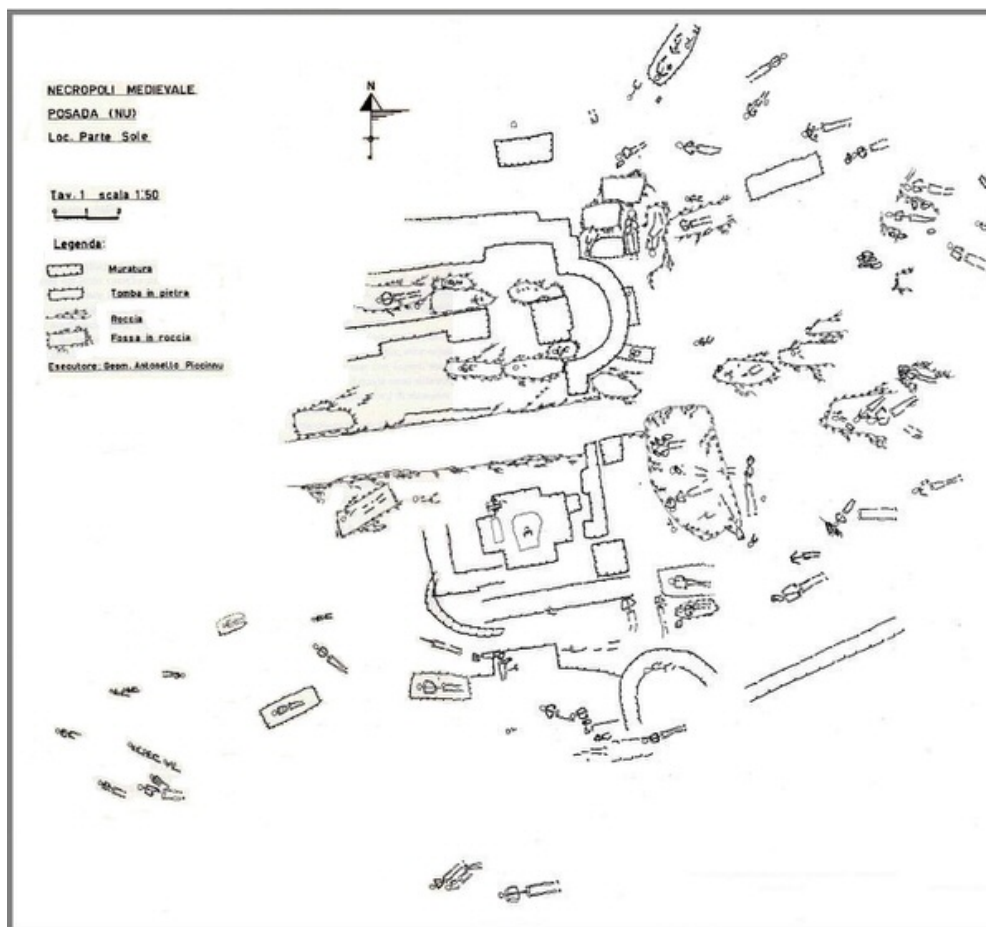 NECROPOLI MEDIEVALE
POSADA (NU)
Loc. Parte Sole
N
Tav. 1 scala 1:50
Legenda:
Muratura
Tomba in pietra
Roccia
Fossa in roccia
Esecutore: Geom. Antonello Piccinnu